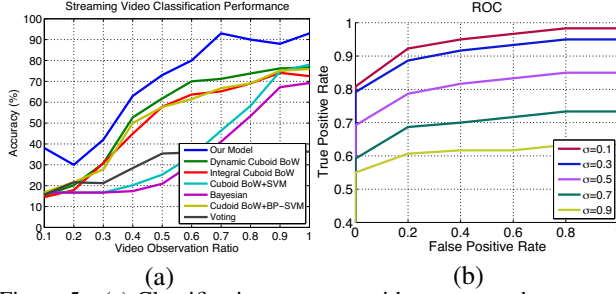 Streaming Video Classification Performance
100
90
80
70
60
50
40
30
20
10
0
Accuracy (%)
0.1 0.2 0.3 0.4 0.5 0.6 0.7 0.8 0.9 1
Video Observation Ratio
Our Model
Dynamic Cuboid BoW
Integral Cuboid BoW
Cuboid BoW+SVM
Bayesian
Cudoid BoW+BP-SVM
Voting
(a)
ROC
1
0.9
0.8
0.7
0.6
0.5
0.4
True Positive Rate
0 0.2 0.4 0.6 0.8 1
False Positive Rate
σ=0.1
σ=0.3
σ=0.5
σ=0.7
σ=0.9
(b)